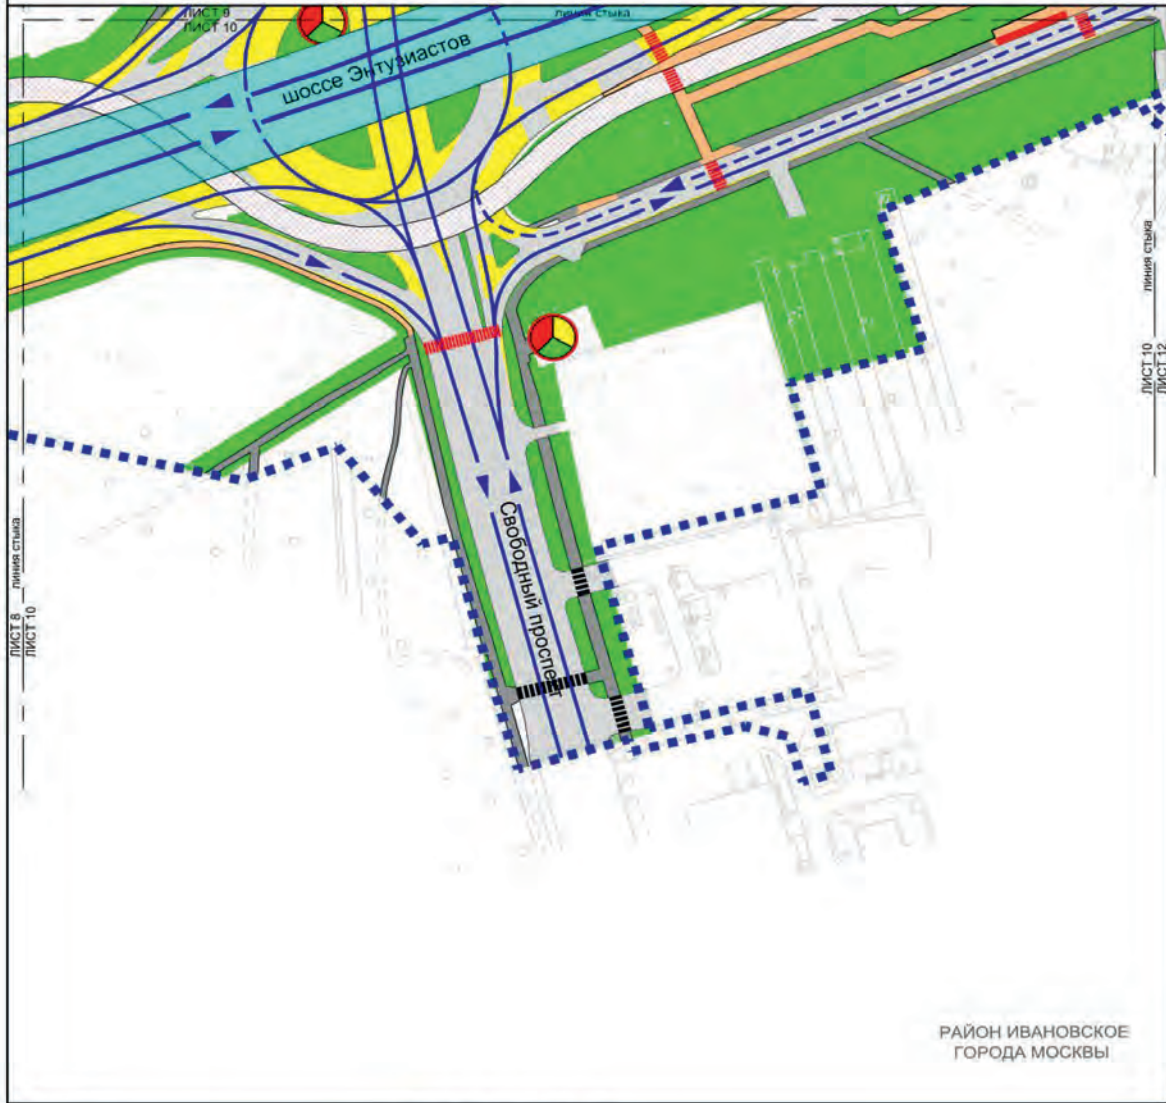 ЛИСТ 9
ЛИСТ 10
линия стыка
шоссе Энтузиастов
линия стыка
ЛИСТ 10
ЛИСТ 12
Свободный проспект
линия стыка
ЛИСТ 8
ЛИСТ 10
РАЙОН ИВАНОВСКОЕ
ГОРОДА МОСКВЫ